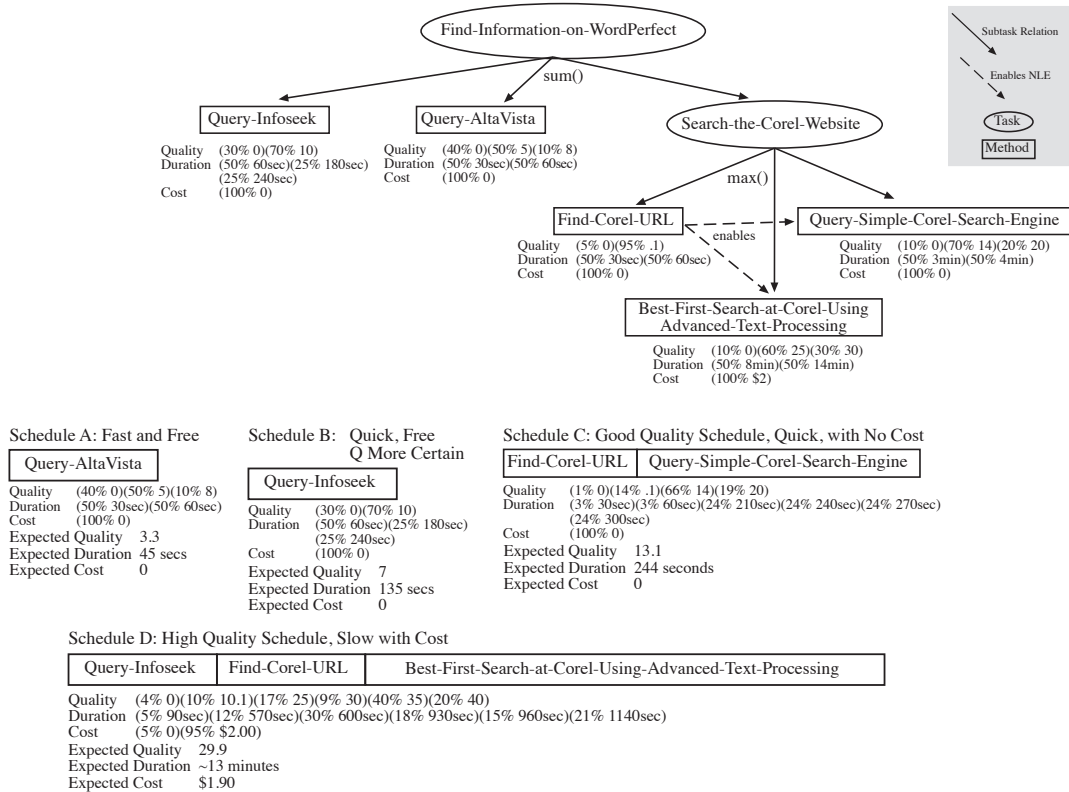 Find-Information-on-WordPerfect
Subtask Relation
Enables NLE
Task
Method
sum()
Query-Infoseek
Quality (30% 0)(70% 10)
Duration (50% 60sec)(25% 180sec)
(25% 240sec)
Cost (100% 0)
Query-AltaVista
Quality (40% 0)(50% 5)(10% 8)
Duration (50% 30sec)(50% 60sec)
Cost (100% 0)
Search-the-Corel-Website
max()
Find-Corel-URL
Quality (5% 0)(95% .1)
Duration (50% 30sec)(50% 60sec)
Cost (100% 0)
enables
Query-Simple-Corel-Search-Engine
Quality (10% 0)(70% 14)(20% 20)
Duration (50% 3min)(50% 4min)
Cost (100% 0)
Best-First-Search-at-Corel-Using
Advanced-Text-Processing
Quality (10% 0)(60% 25)(30% 30)
Duration (50% 8min)(50% 14min)
Cost (100% $2)
Schedule A: Fast and Free
Query-AltaVista
Quality (40% 0)(50% 5)(10% 8)
Duration (50% 30sec)(50% 60sec)
Cost (100% 0)
Expected Quality 3.3
Expected Duration 45 secs
Expected Cost 0
Schedule B: Quick, Free
Q More Certain
Query-Infoseek
Quality (30% 0)(70% 10)
Duration (50% 60sec)(25% 180sec)
(25% 240sec)
Cost (100% 0)
Expected Quality 7
Expected Duration 135 secs
Expected Cost 0
Schedule C: Good Quality Schedule, Quick, with No Cost
Find-Corel-URL Query-Simple-Corel-Search-Engine
Quality (1% 0)(14% .1)(66% 14)(19% 20)
Duration (3% 30sec)(3% 60sec)(24% 210sec)(24% 240sec)(24% 270sec)
(24% 300sec)
Cost (100% 0)
Expected Quality 13.1
Expected Duration 244 seconds
Expected Cost 0
Schedule D: High Quality Schedule, Slow with Cost
Query-Infoseek Find-Corel-URL Best-First-Search-at-Corel-Using-Advanced-Text-Processing
Quality (4% 0)(10% 10.1)(17% 25)(9% 30)(40% 35)(20% 40)
Duration (5% 90sec)(12% 570sec)(30% 600sec)(18% 930sec)(15% 960sec)(21% 1140sec)
Cost (5% 0)(95% $2.00)
Expected Quality 29.9
Expected Duration ~13 minutes
Expected Cost $1.90